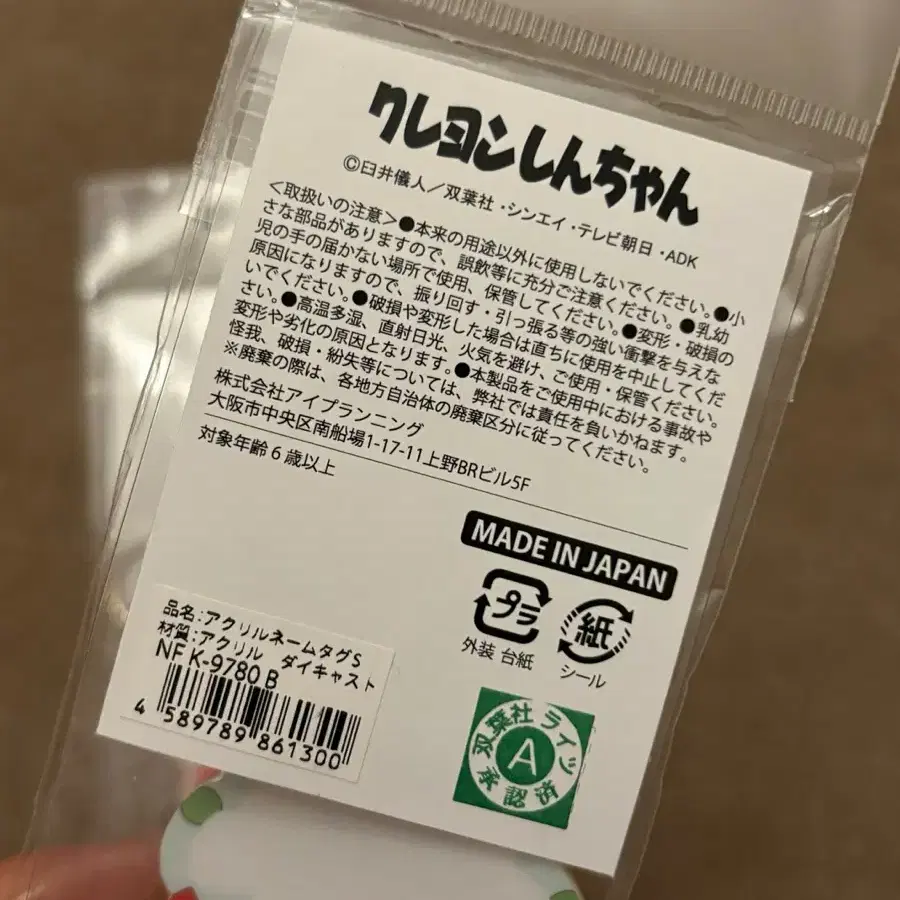 クレヨンしんちゃん
©臼井儀人／双葉社・シンエイ・テレビ朝日・ADK
＜取扱いの注意＞●本来の用途以外に使用しないでください。●小
さな部品がありますので、誤飲等に充分ご注意ください。●乳幼
児の手の届かない場所で使用、保管してください。●変形・破損の
原因になりますので、振り回す・引っ張る等の強い衝撃を与えな
いでください。●破損や変形した場合は直ちに使用を中止してくだ
さい。●高温多湿、直射日光、火気を避け、ご使用・保管ください。
変形や劣化の原因となります。●本製品をご使用中における事故や
怪我、破損・紛失等については、弊社では責任を負いかねます。
※廃棄の際は、各地方自治体の廃棄区分に従ってください。
株式会社アイプランニング
大阪市中央区南船場1-17-11上野BRビル5F
対象年齢６歳以上
MADE IN JAPAN
プラ
外装 台紙
紙
シール
品名:アクリルネームタグS
材質:アクリル ダイキャスト
NF K-9780 B
4 589789 861300
双葉社ライツ
A
承認済